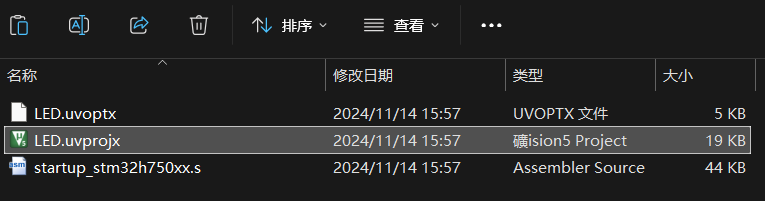 排序 查看
名称 修改日期 类型 大小
LED.uvoptx 2024/11/14 15:57 UVOPTX 文件 5 KB
LED.uvprojx 2024/11/14 15:57 礦ision5 Project 19 KB
startup_stm32h750xx.s 2024/11/14 15:57 Assembler Source 44 KB